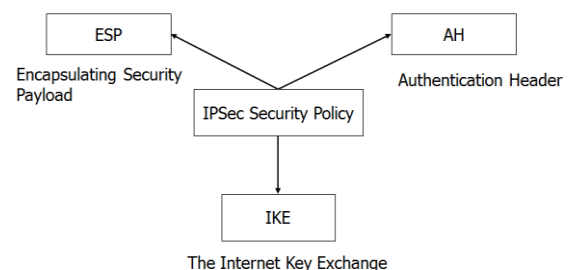 ESP
AH
Encapsulating Security
Payload
Authentication Header
IPSec Security Policy
IKE
The Internet Key Exchange